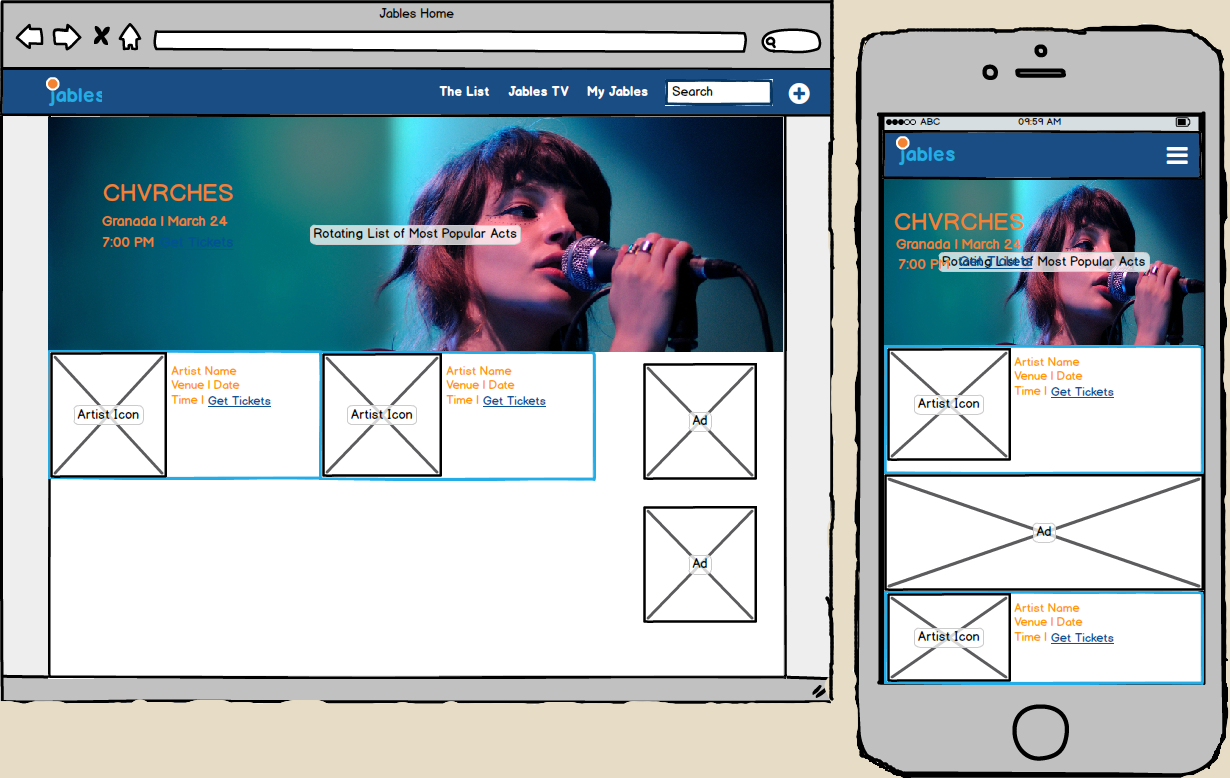 Jables Home
jables
The List
Jables TV
My Jables
Search
CHVRCHES
Granada | March 24
7:00 PM Get Tickets
Rotating List of Most Popular Acts
Artist Icon
Artist Name
Venue | Date
Time | Get Tickets
Artist Icon
Artist Name
Venue | Date
Time | Get Tickets
Ad
Ad
ABC
09:59 AM
jables
CHVRCHES
Granada | March 24
7:00 PM Get Tickets
Rotating List of Most Popular Acts
Artist Icon
Artist Name
Venue | Date
Time | Get Tickets
Ad
Artist Icon
Artist Name
Venue | Date
Time | Get Tickets